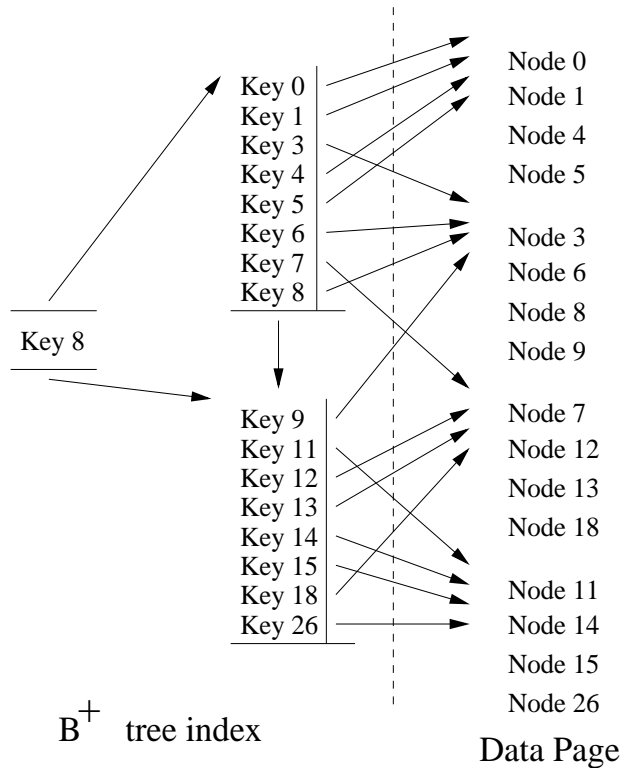 Key 8
Key 0
Key 1
Key 3
Key 4
Key 5
Key 6
Key 7
Key 8
Key 9
Key 11
Key 12
Key 13
Key 14
Key 15
Key 18
Key 26
Node 0
Node 1
Node 4
Node 5
Node 3
Node 6
Node 8
Node 9
Node 7
Node 12
Node 13
Node 18
Node 11
Node 14
Node 15
Node 26
B+ tree index
Data Page